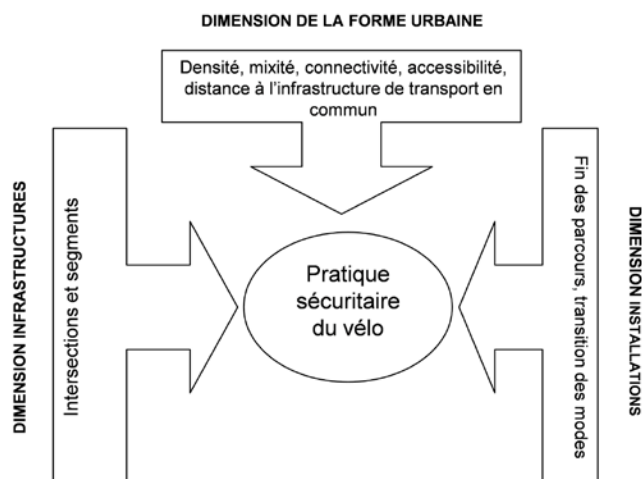 DIMENSION DE LA FORME URBAINE
Densité, mixité, connectivité, accessibilité,
distance à l'infrastructure de transport en
commun
DIMENSION INFRASTRUCTURES
Intersections et segments
Pratique
sécuritaire
du vélo
Fin des parcours, transition des modes
DIMENSION INSTALLATIONS